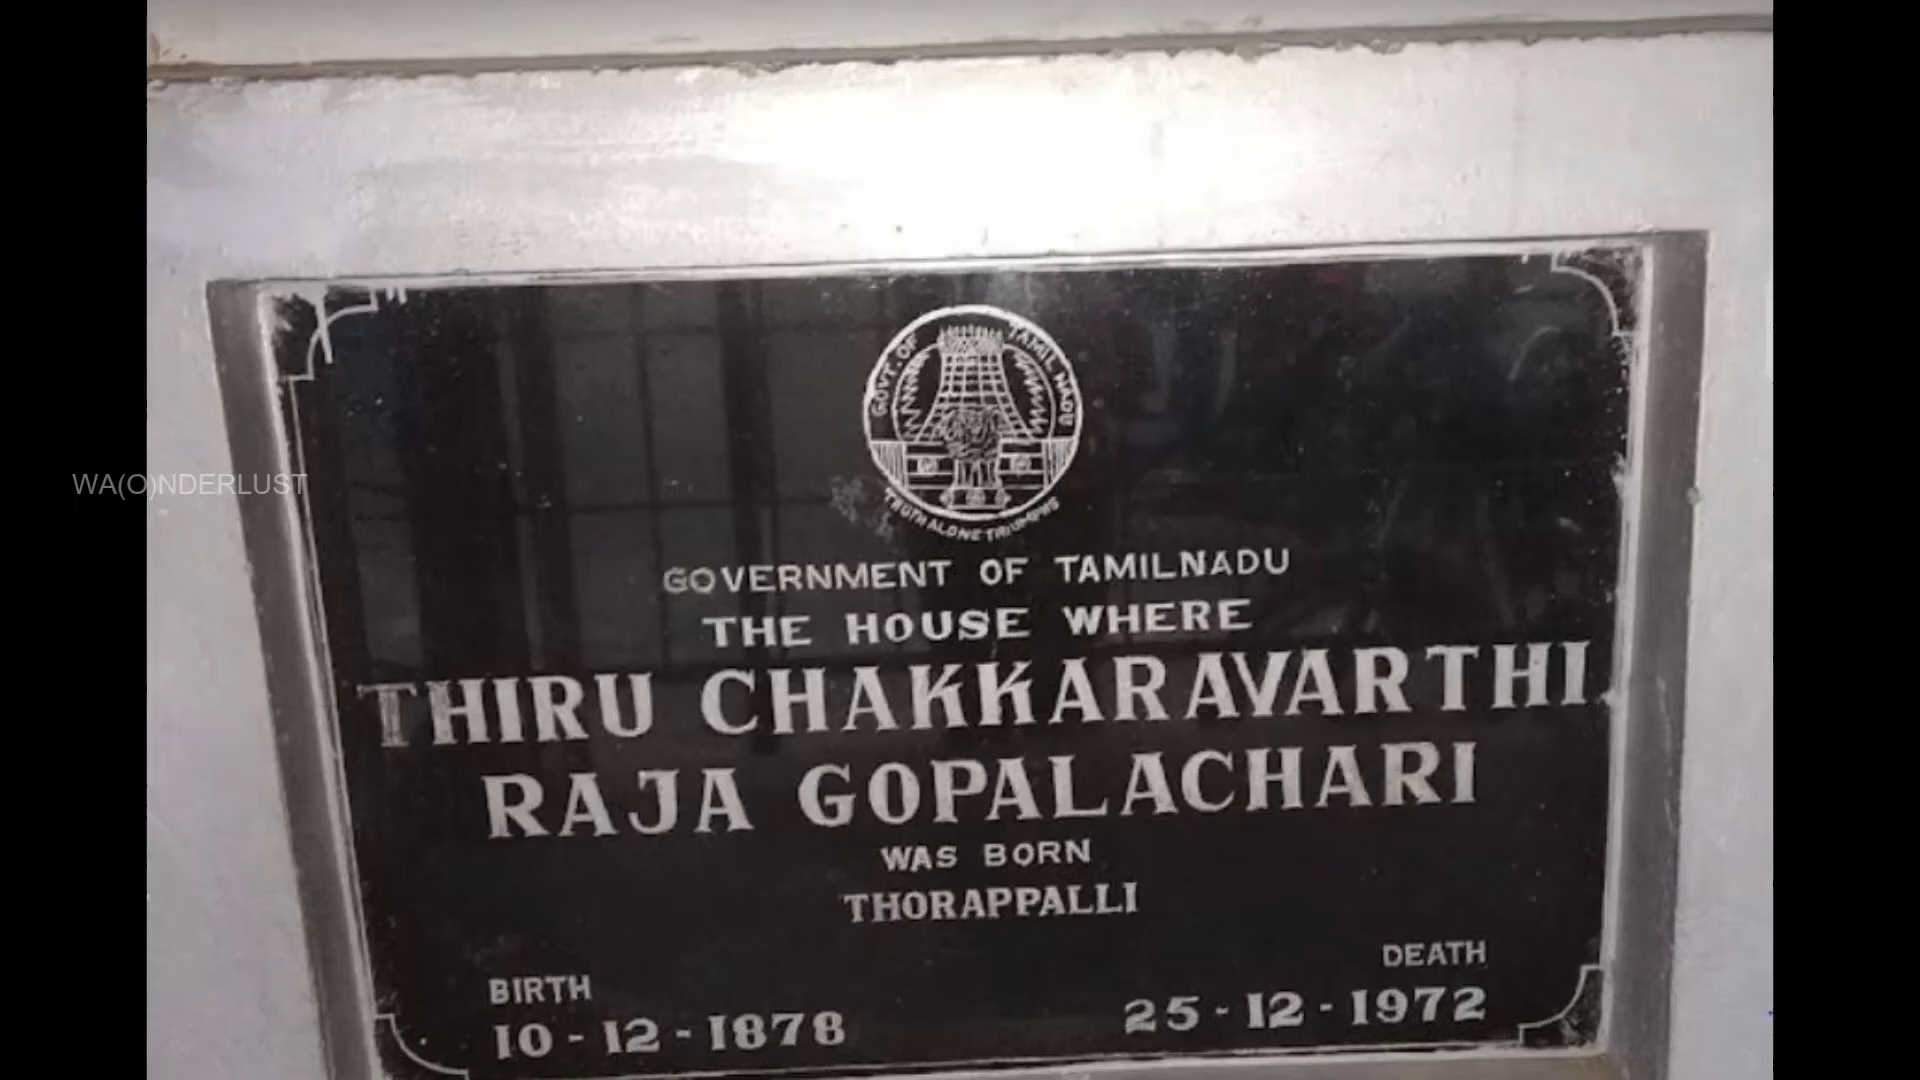 GOVT. OF TAMIL NADU
TRUTH ALONE TRIUMPHS
GOVERNMENT OF TAMILNADU
THE HOUSE WHERE
THIRU CHAKKARAVARTHI
RAJA GOPALACHARI
WAS BORN
THORAPPALLI
BIRTH
10-12-1878
DEATH
25-12-1972
WA(O)NDERLUST